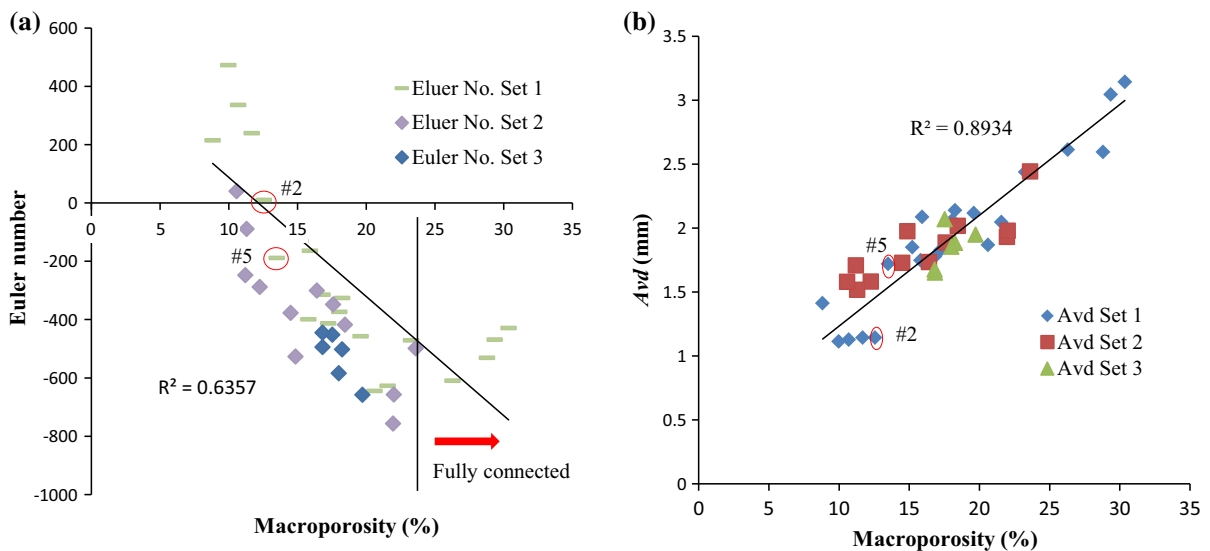 (a)
600
400
200
0
-200
-400
-600
-800
-1000
Euler number
0
5
10
15
20
25
30
35
Macroporosity (%)
Eluer No. Set 1
Eluer No. Set 2
Euler No. Set 3
#2
#5
R² = 0.6357
Fully connected
(b)
3.5
3
2.5
2
1.5
1
0.5
0
Avd (mm)
0
5
10
15
20
25
30
35
Macroporosity (%)
R² = 0.8934
#5
#2
Avd Set 1
Avd Set 2
Avd Set 3